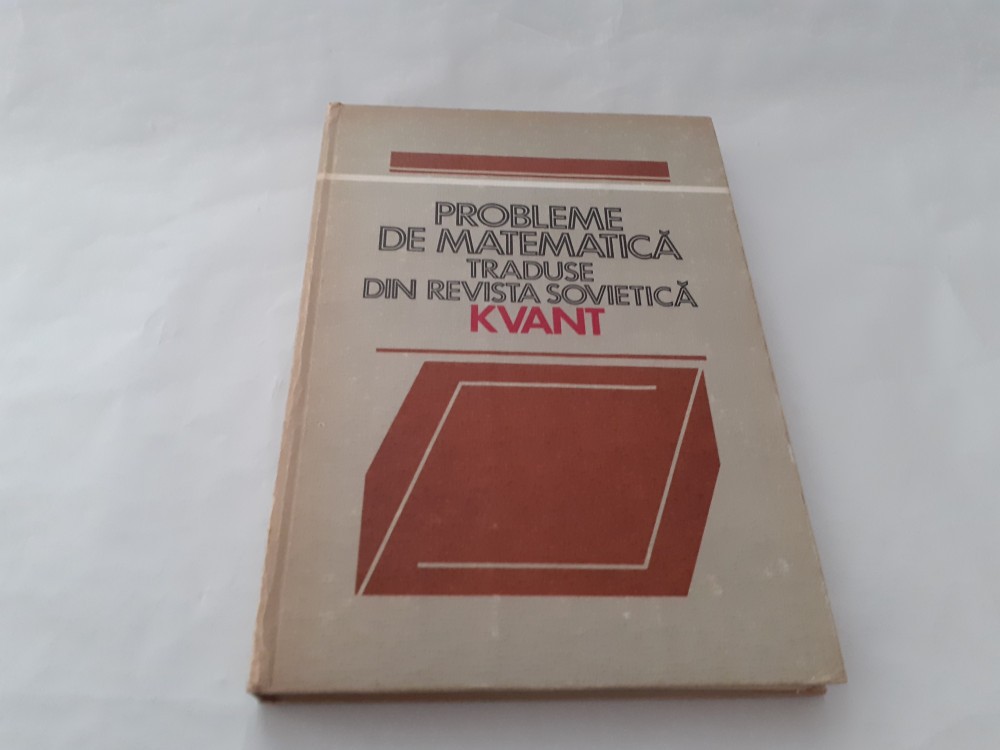 PROBLEME
DE MATEMATICĂ
TRADUSE
DIN REVISTA SOVIETICĂ
KVANT